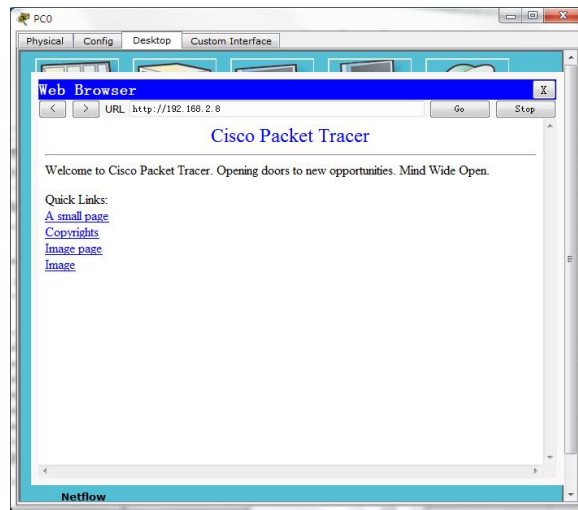 PC0
Physical Config Desktop Custom Interface
Web Browser X
< > URL http://192.168.2.8 Go Stop
Cisco Packet Tracer
Welcome to Cisco Packet Tracer. Opening doors to new opportunities. Mind Wide Open.
Quick Links:
A small page
Copyrights
Image page
Image
Netflow